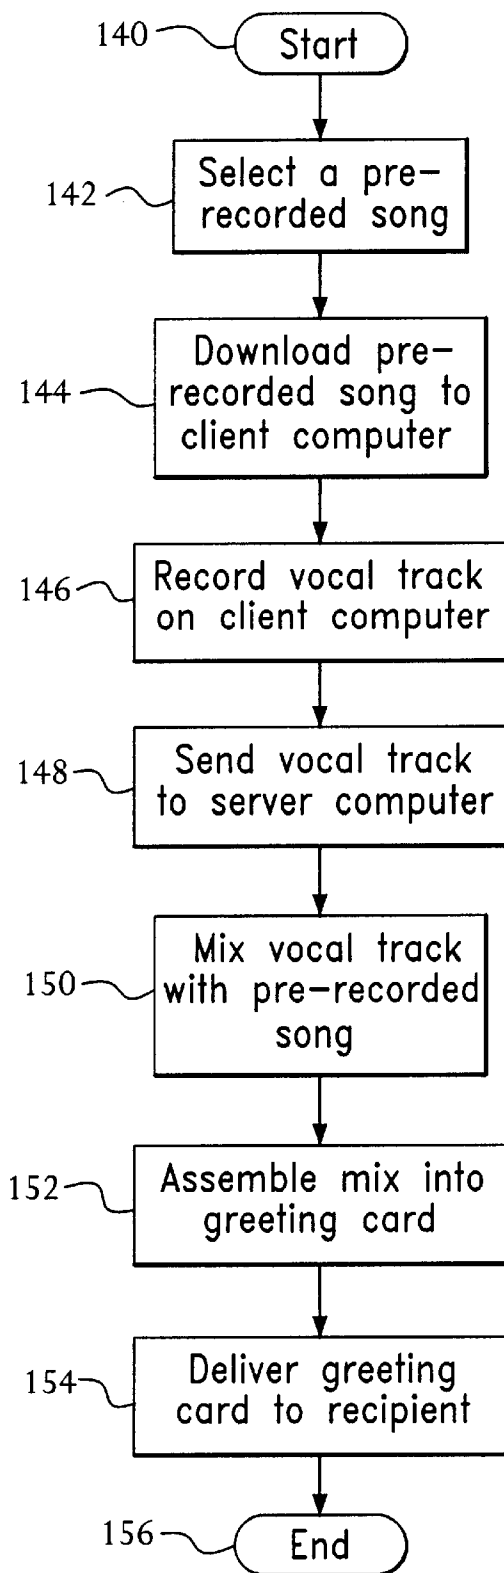 140
Start
142
Select a pre-
recorded song
144
Download pre-
recorded song to
client computer
146
Record vocal track
on client computer
148
Send vocal track
to server computer
150
Mix vocal track
with pre-recorded
song
152
Assemble mix into
greeting card
154
Deliver greeting
card to recipient
156
End